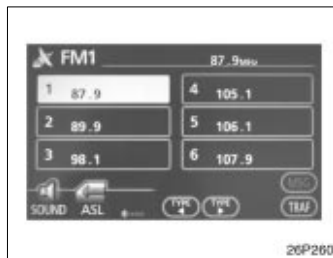 FM1 87.9MHz
1 87.9 4 105.1
2 89.9 5 106.1
3 98.1 6 107.9
MSG
SOUND ASL TYPE TYPE TRAF
26P260